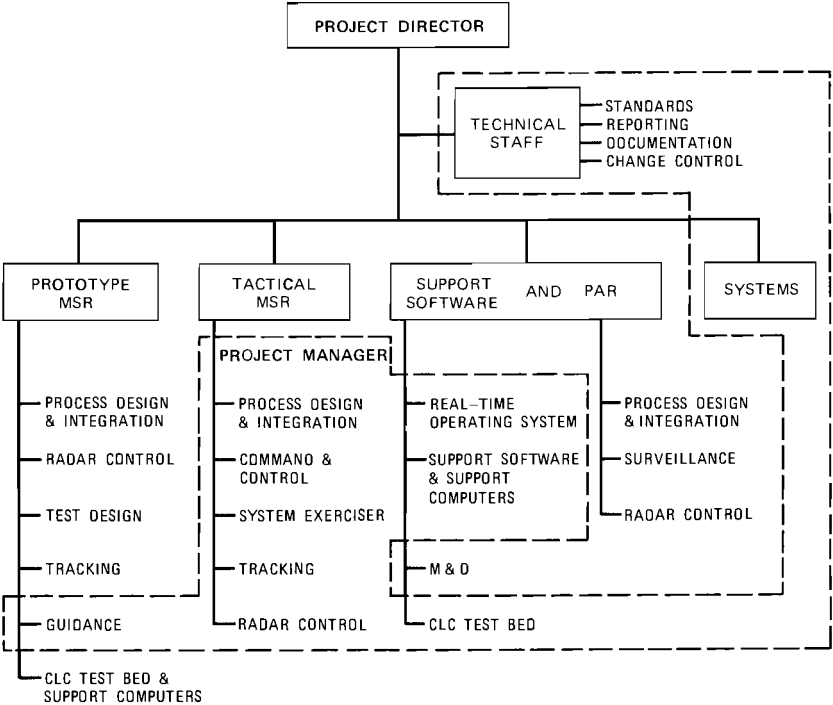 PROJECT DIRECTOR
TECHNICAL
STAFF
STANDARDS
REPORTING
DOCUMENTATION
CHANGE CONTROL
PROTOTYPE
MSR
TACTICAL
MSR
SUPPORT
SOFTWARE AND PAR
SYSTEMS
PROJECT MANAGER
PROCESS DESIGN
& INTEGRATION
RADAR CONTROL
TEST DESIGN
TRACKING
GUIDANCE
CLC TEST BED &
SUPPORT COMPUTERS
PROCESS DESIGN
& INTEGRATION
COMMAND &
CONTROL
SYSTEM EXERCISER
TRACKING
RADAR CONTROL
REAL-TIME
OPERATING SYSTEM
SUPPORT SOFTWARE
& SUPPORT
COMPUTERS
M & D
CLC TEST BED
PROCESS DESIGN
& INTEGRATION
SURVEILLANCE
RADAR CONTROL